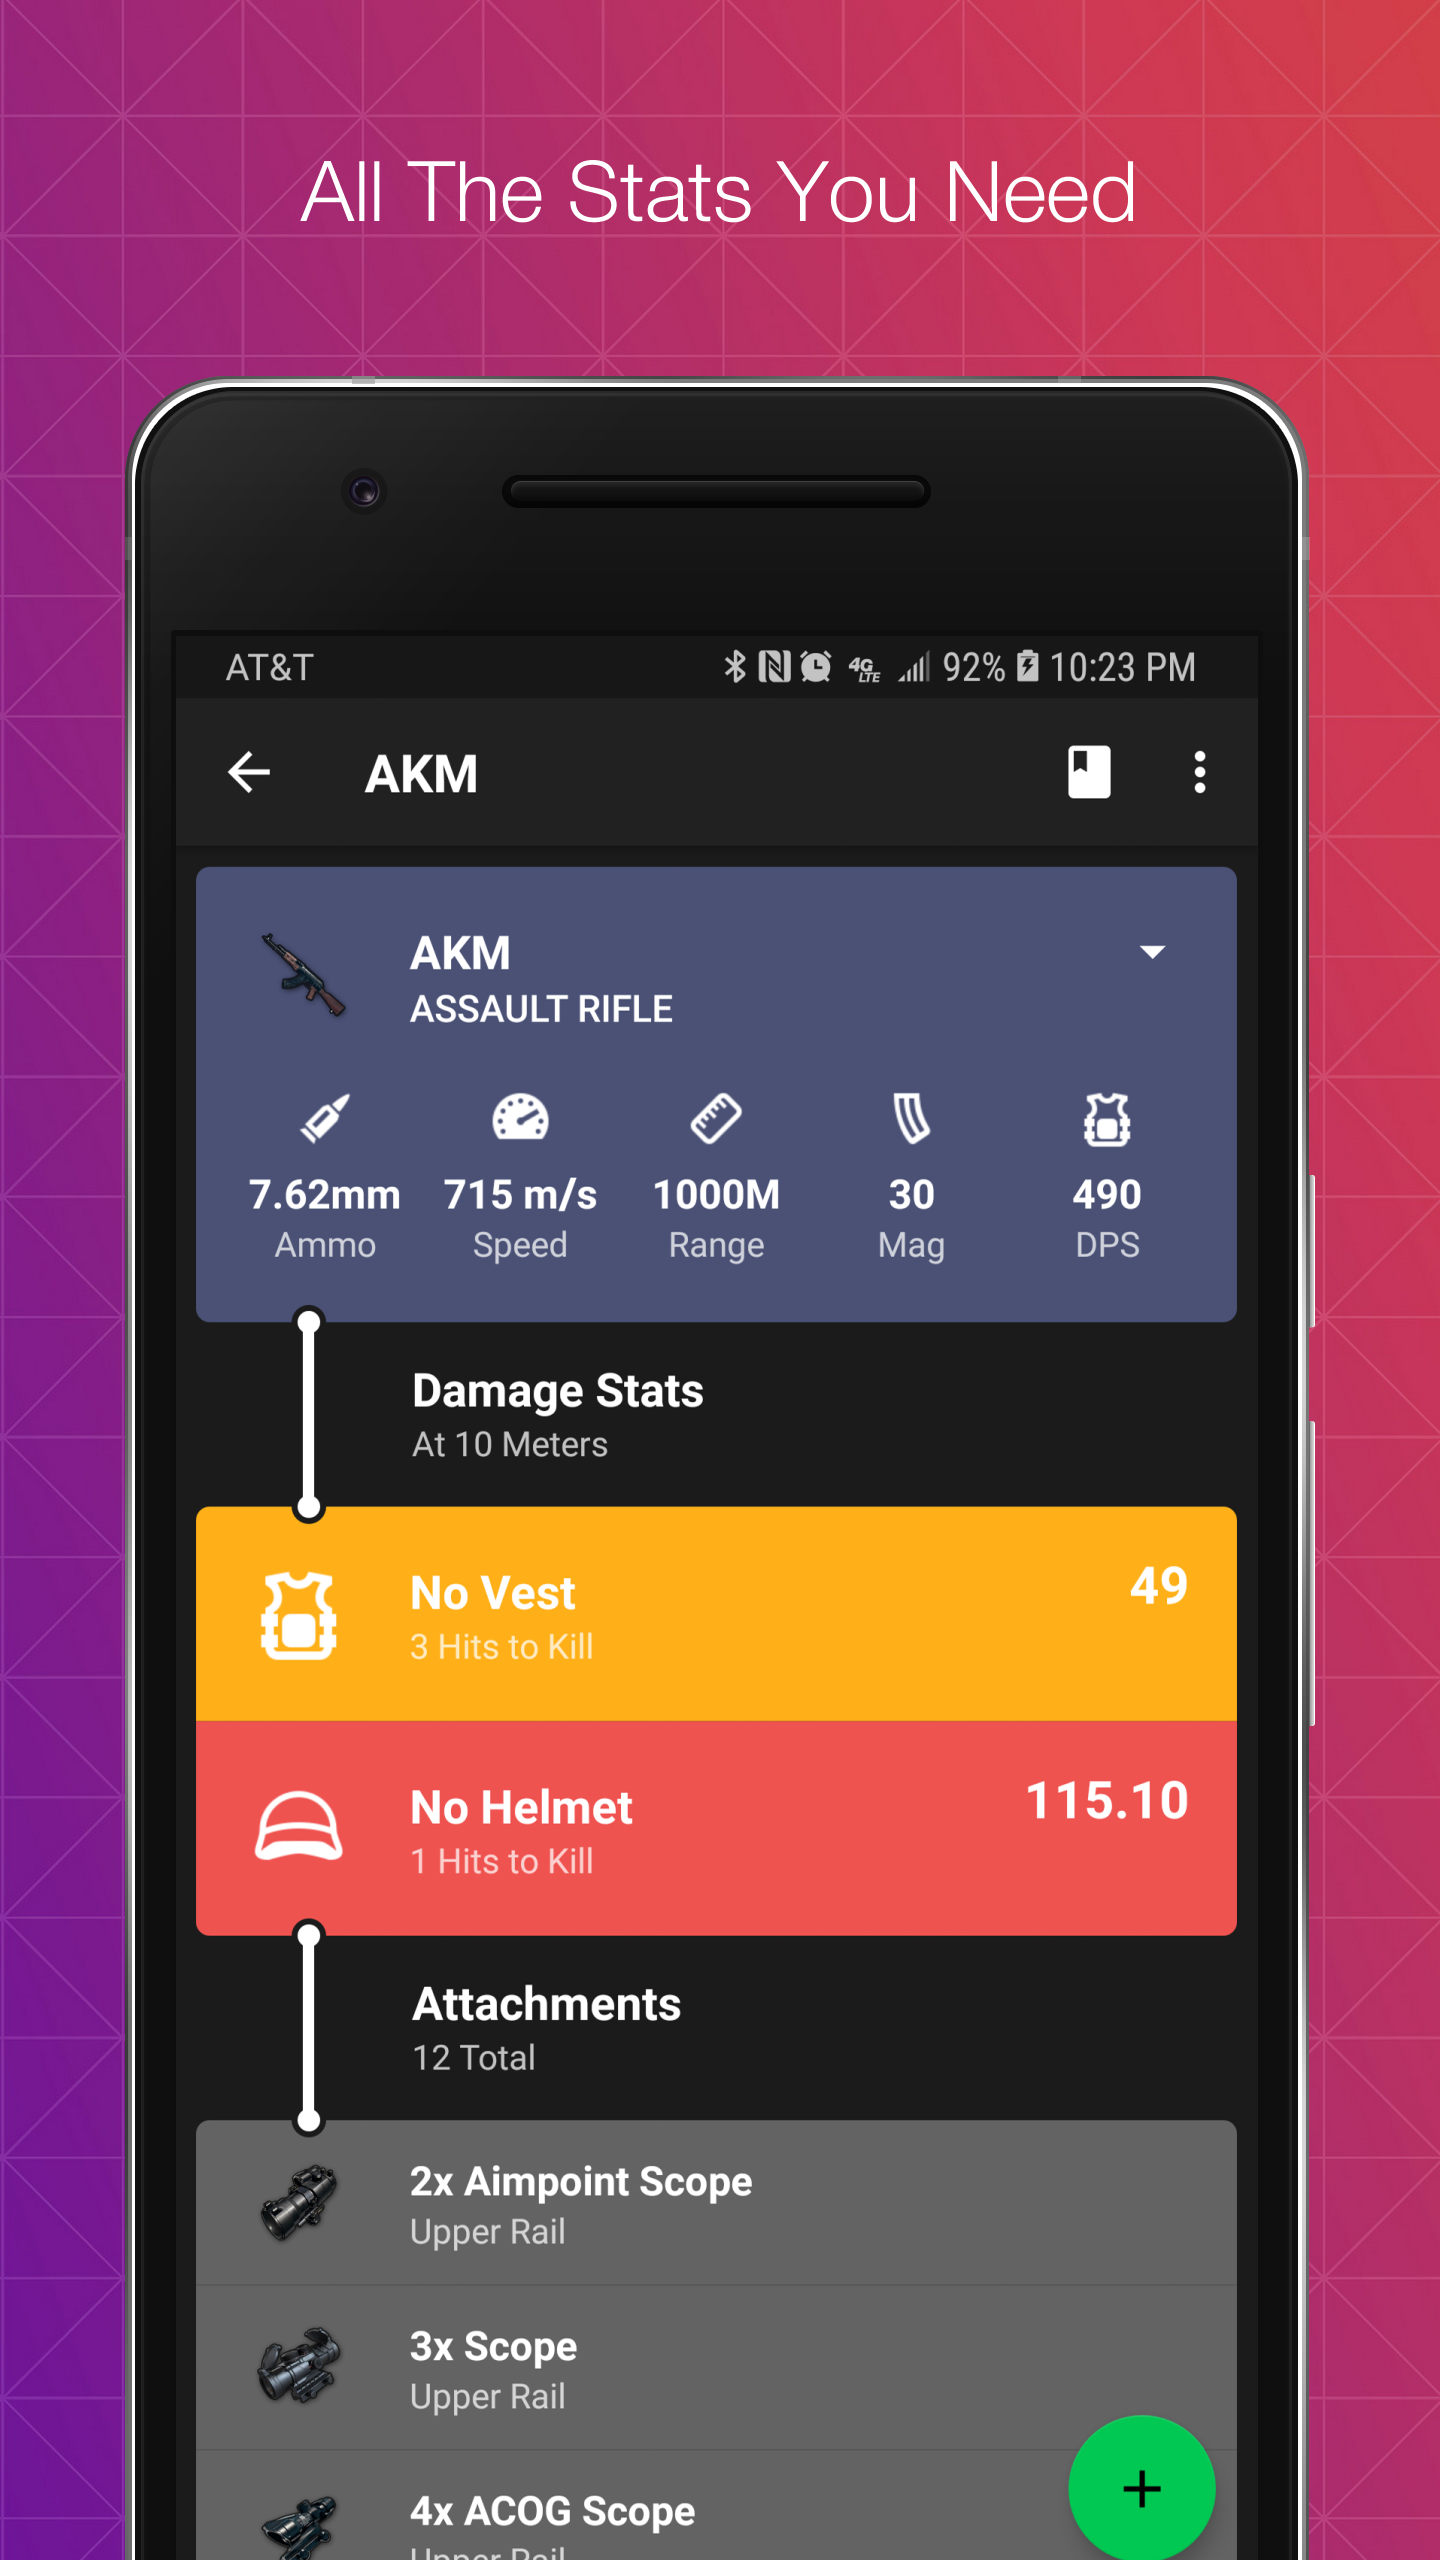 All The Stats You Need
AT&T 4G LTE 92% 10:23 PM
AKM
AKM
ASSAULT RIFLE
7.62mm 715 m/s 1000M 30 490
Ammo Speed Range Mag DPS
Damage Stats
At 10 Meters
No Vest 49
3 Hits to Kill
No Helmet 115.10
1 Hits to Kill
Attachments
12 Total
2x Aimpoint Scope
Upper Rail
3x Scope
Upper Rail
4x ACOG Scope
Upper Rail